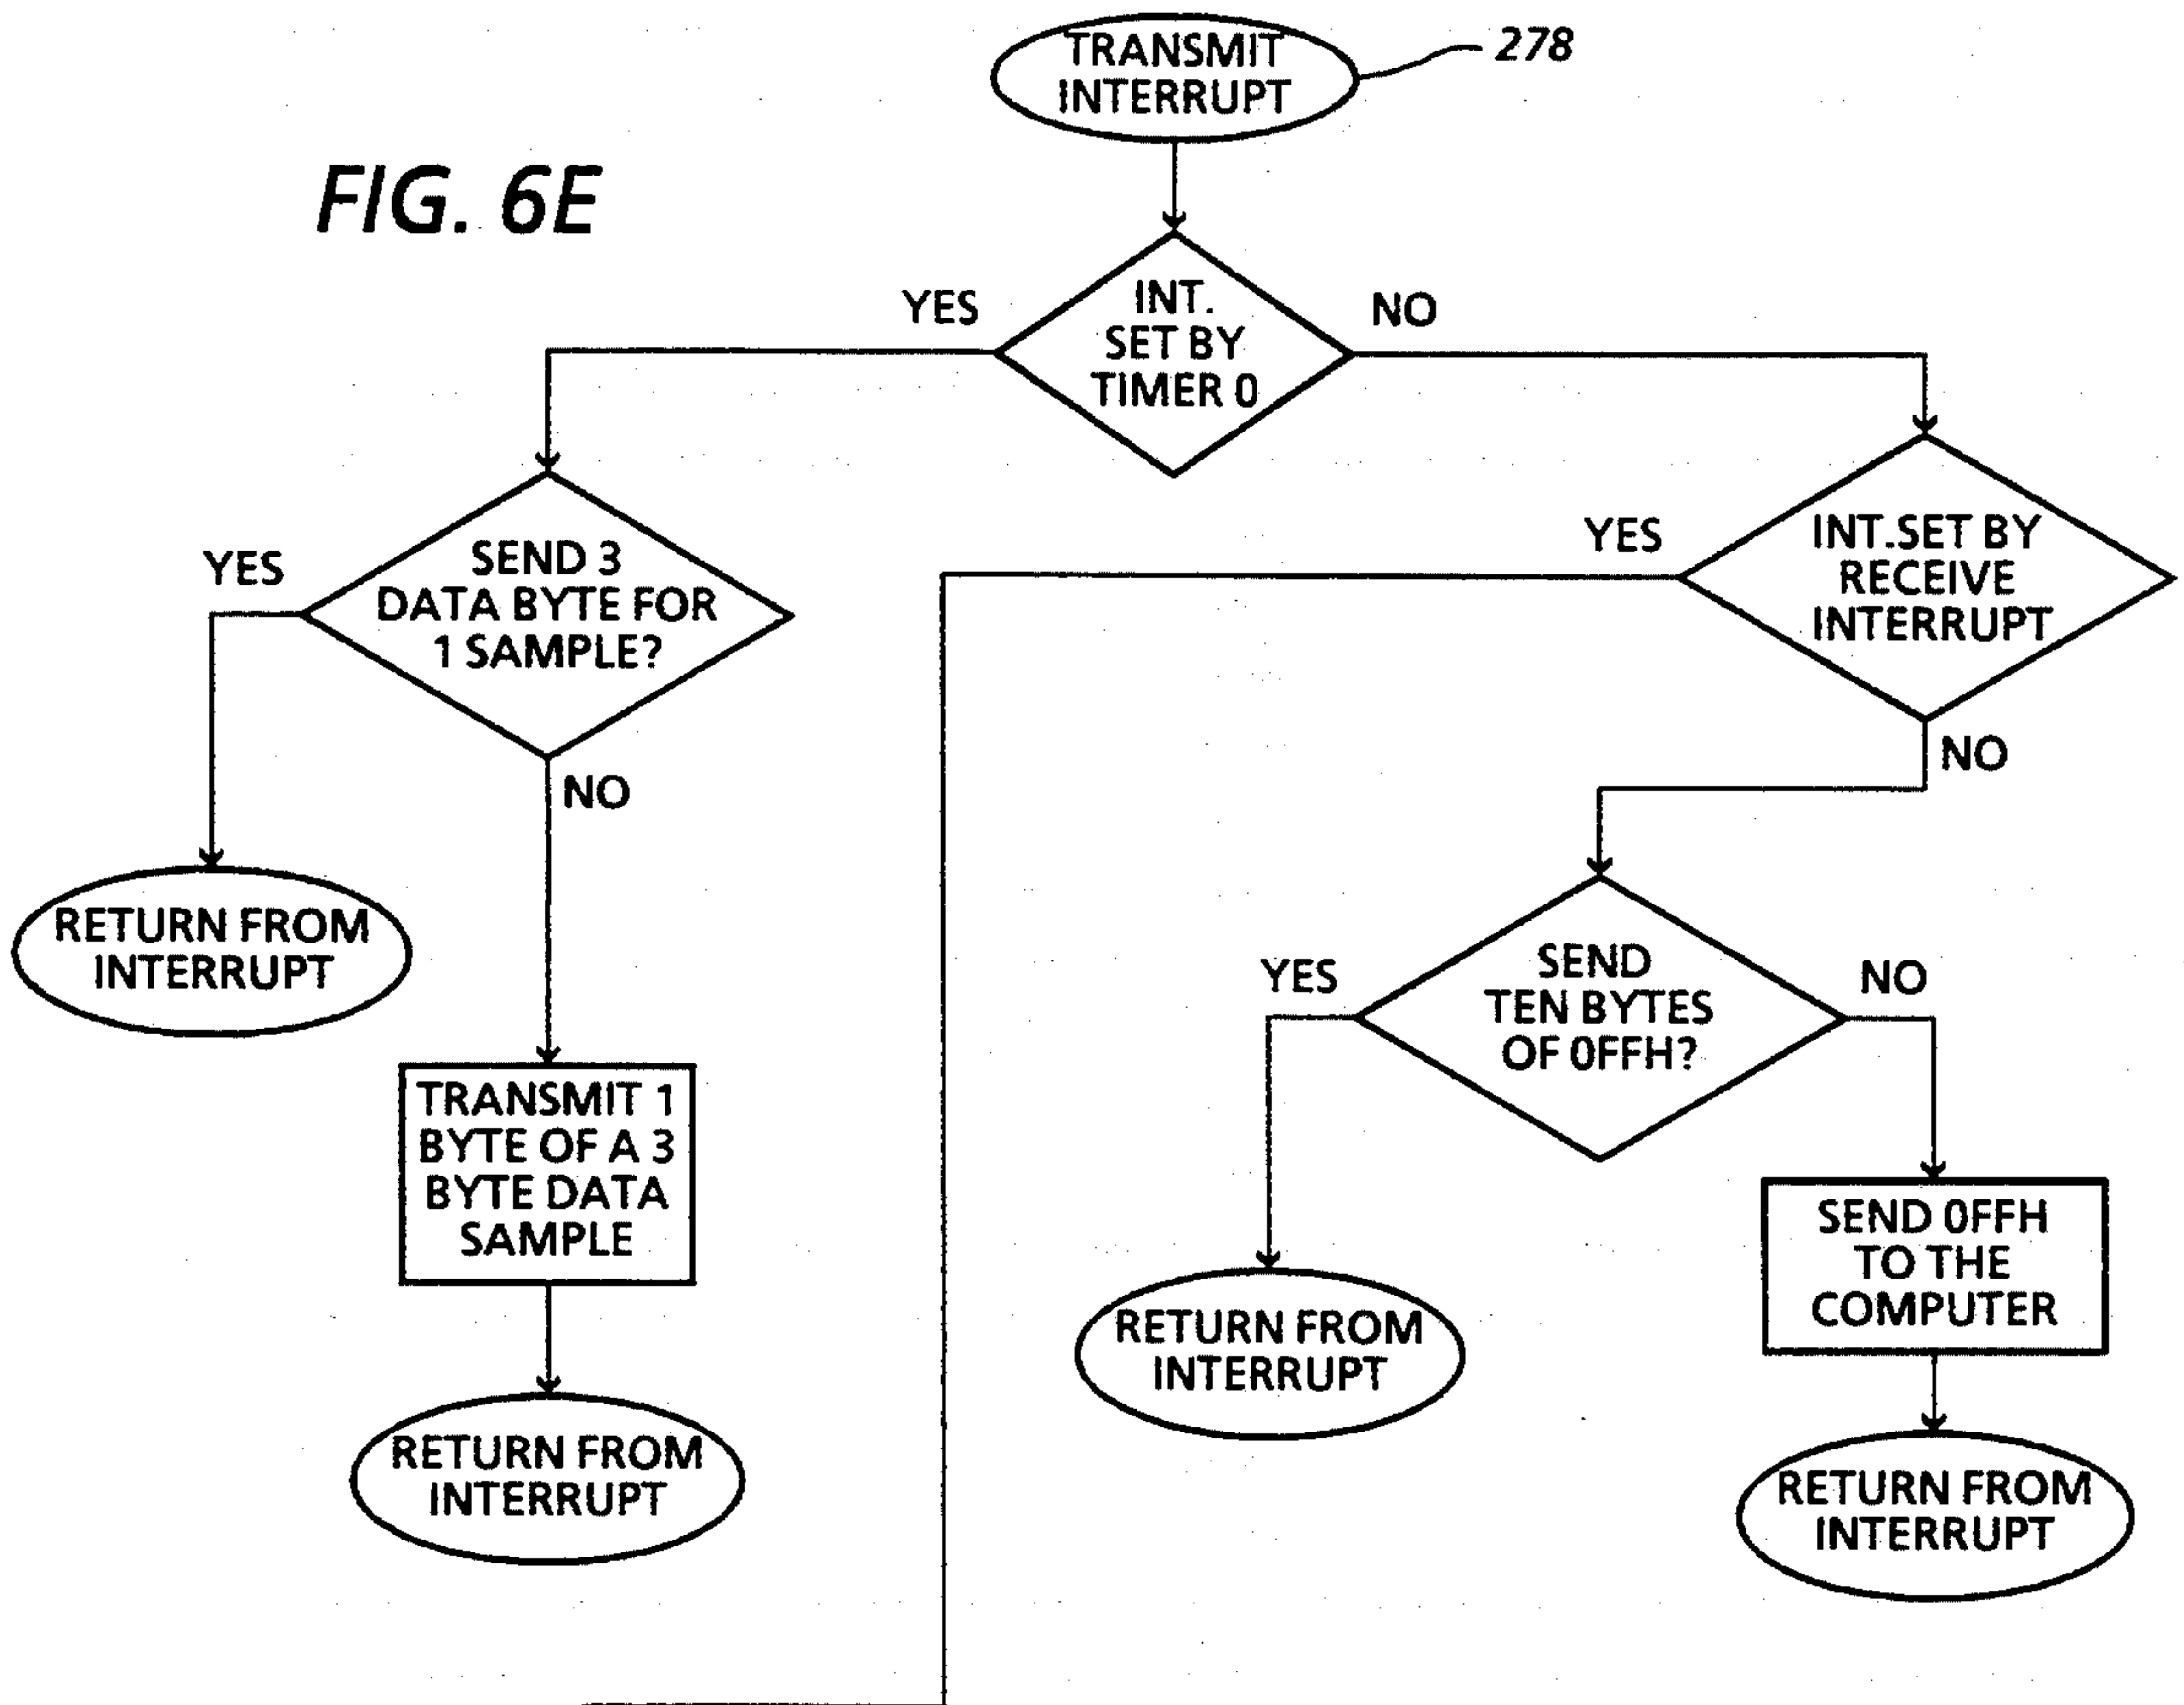 TRANSMIT
INTERRUPT
278
FIG. 6E
YES
INT.
SET BY
TIMER 0
NO
YES
SEND 3
DATA BYTE FOR
1 SAMPLE?
NO
YES
INT.SET BY
RECEIVE
INTERRUPT
NO
RETURN FROM
INTERRUPT
TRANSMIT 1
BYTE OF A 3
BYTE DATA
SAMPLE
RETURN FROM
INTERRUPT
YES
SEND
TEN BYTES
OF 0FFH?
NO
RETURN FROM
INTERRUPT
SEND 0FFH
TO THE
COMPUTER
RETURN FROM
INTERRUPT